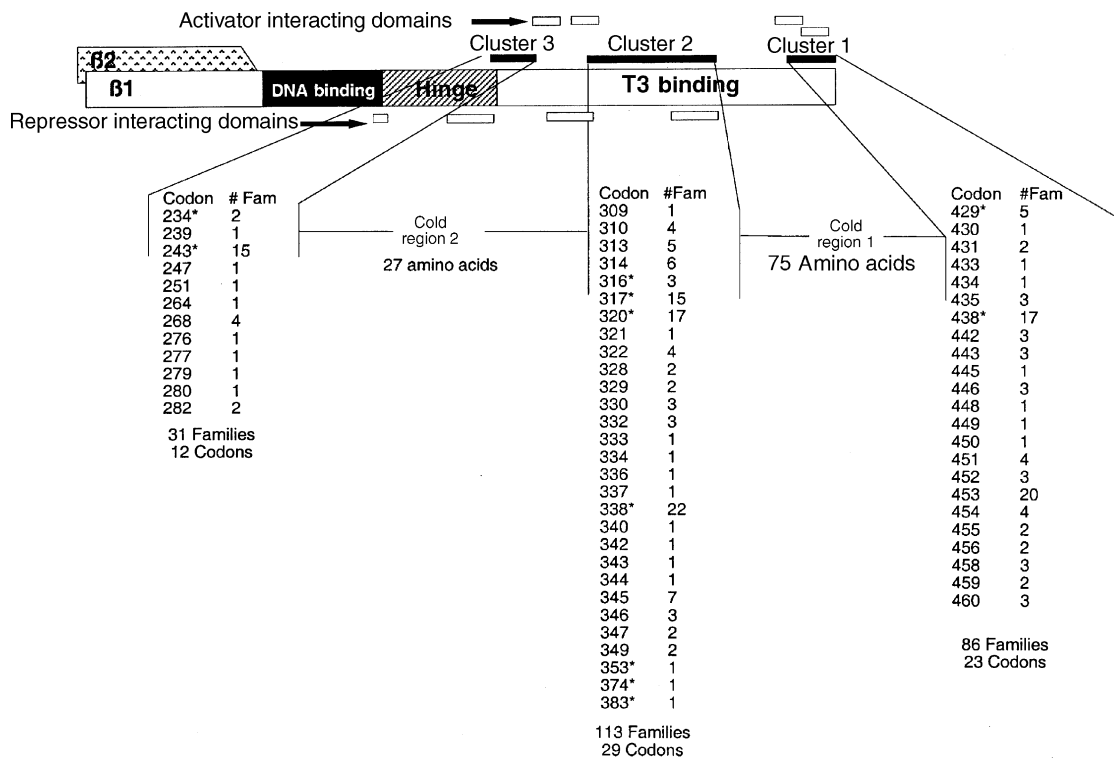 Activator interacting domains
Cluster 3
Cluster 2
Cluster 1
ß2
ß1
DNA binding
Hinge
T3 binding
Repressor interacting domains
Codon # Fam
234* 2
239 1
243* 15
247 1
251 1
264 1
268 4
276 1
277 1
279 1
280 1
282 2
31 Families
12 Codons
Cold
region 2
27 amino acids
Codon #Fam
309 1
310 4
313 5
314 6
316* 3
317* 15
320* 17
321 1
322 4
328 2
329 2
330 3
332 3
333 1
334 1
336 1
337 1
338* 22
340 1
342 1
343 1
344 1
345 7
346 3
347 2
349 2
353* 1
374* 1
383* 1
113 Families
29 Codons
Cold
region 1
75 Amino acids
Codon #Fam
429* 5
430 1
431 2
433 1
434 1
435 3
438* 17
442 3
443 3
445 1
446 3
448 1
449 1
450 1
451 4
452 3
453 20
454 4
455 2
456 2
458 3
459 2
460 3
86 Families
23 Codons